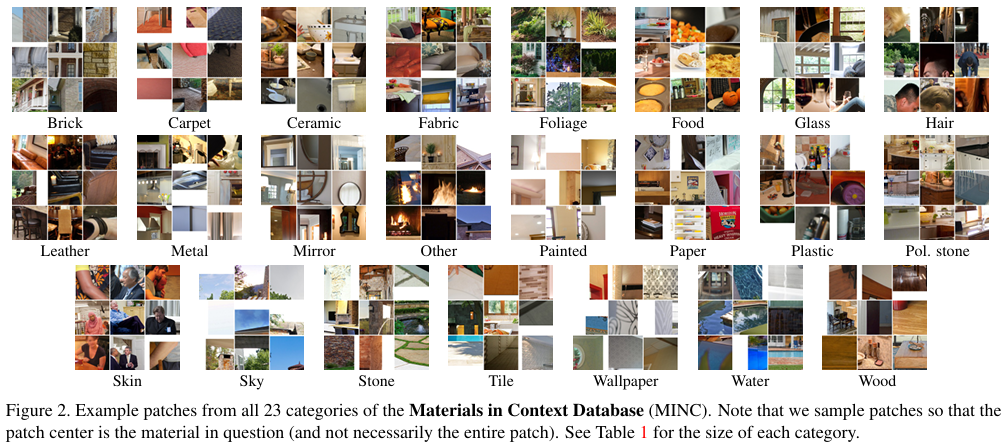 Brick Carpet Ceramic Fabric Foliage Food Glass Hair
Leather Metal Mirror Other Painted Paper Plastic Pol. stone
Skin Sky Stone Tile Wallpaper Water Wood
Figure 2. Example patches from all 23 categories of the Materials in Context Database (MINC). Note that we sample patches so that the
patch center is the material in question (and not necessarily the entire patch). See Table 1 for the size of each category.